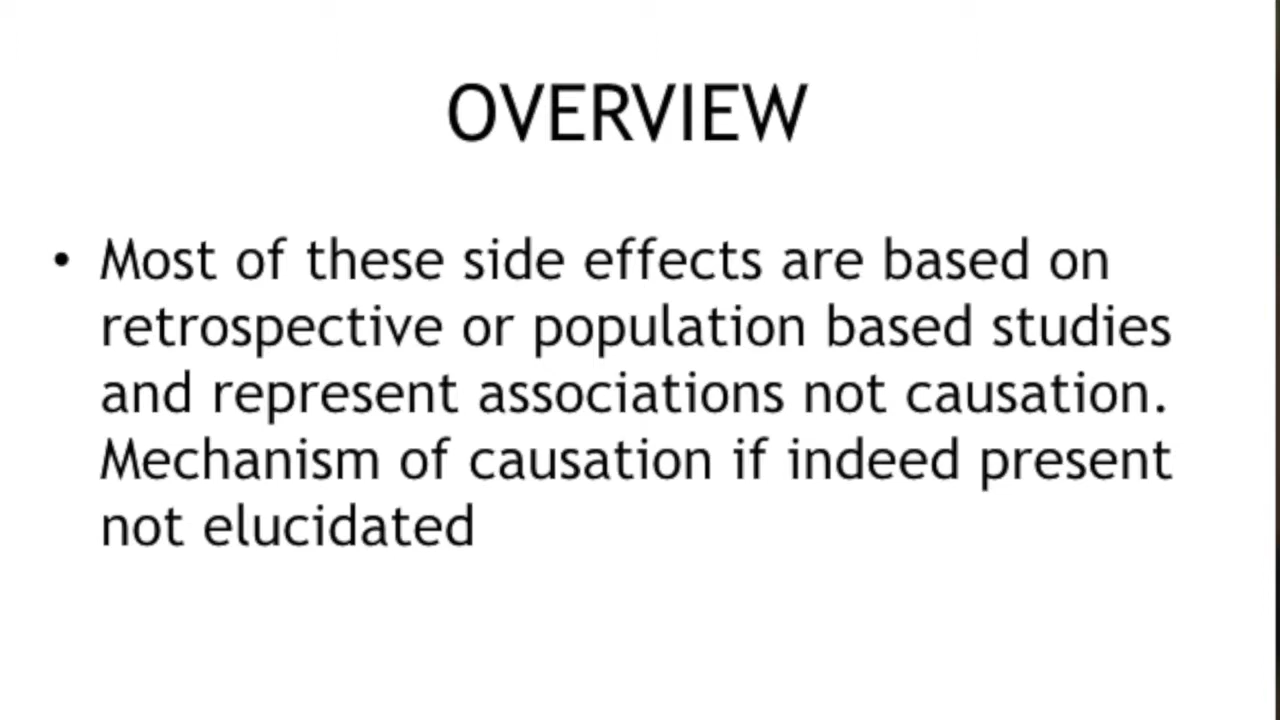 OVERVIEW
• Most of these side effects are based on
retrospective or population based studies
and represent associations not causation.
Mechanism of causation if indeed present
not elucidated